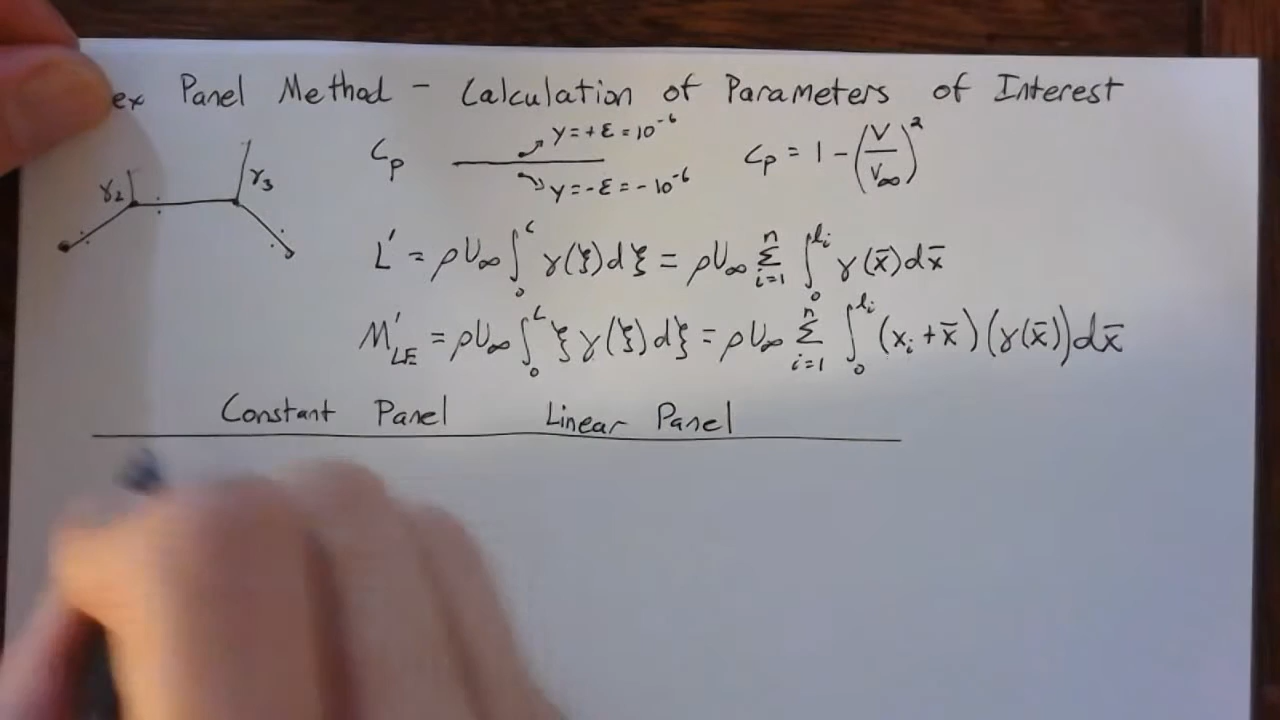 ex Panel Method - Calculation of Parameters of Interest
γ₂ γ₃
Cₚ y=+ε=10⁻⁶ Cₚ = 1 - (V/V∞)²
y=-ε=-10⁻⁶
L' = ρU∞ ∫₀ᶜ γ(ξ)dξ = ρU∞ Σᵢ₌₁ⁿ ∫₀^lᵢ γ(x̄)dx̄
M'_LE = ρU∞ ∫₀ᶜ ξ γ(ξ)dξ = ρU∞ Σᵢ₌₁ⁿ ∫₀^lᵢ (xᵢ + x̄)(γ(x̄))dx̄
Constant Panel Linear Panel